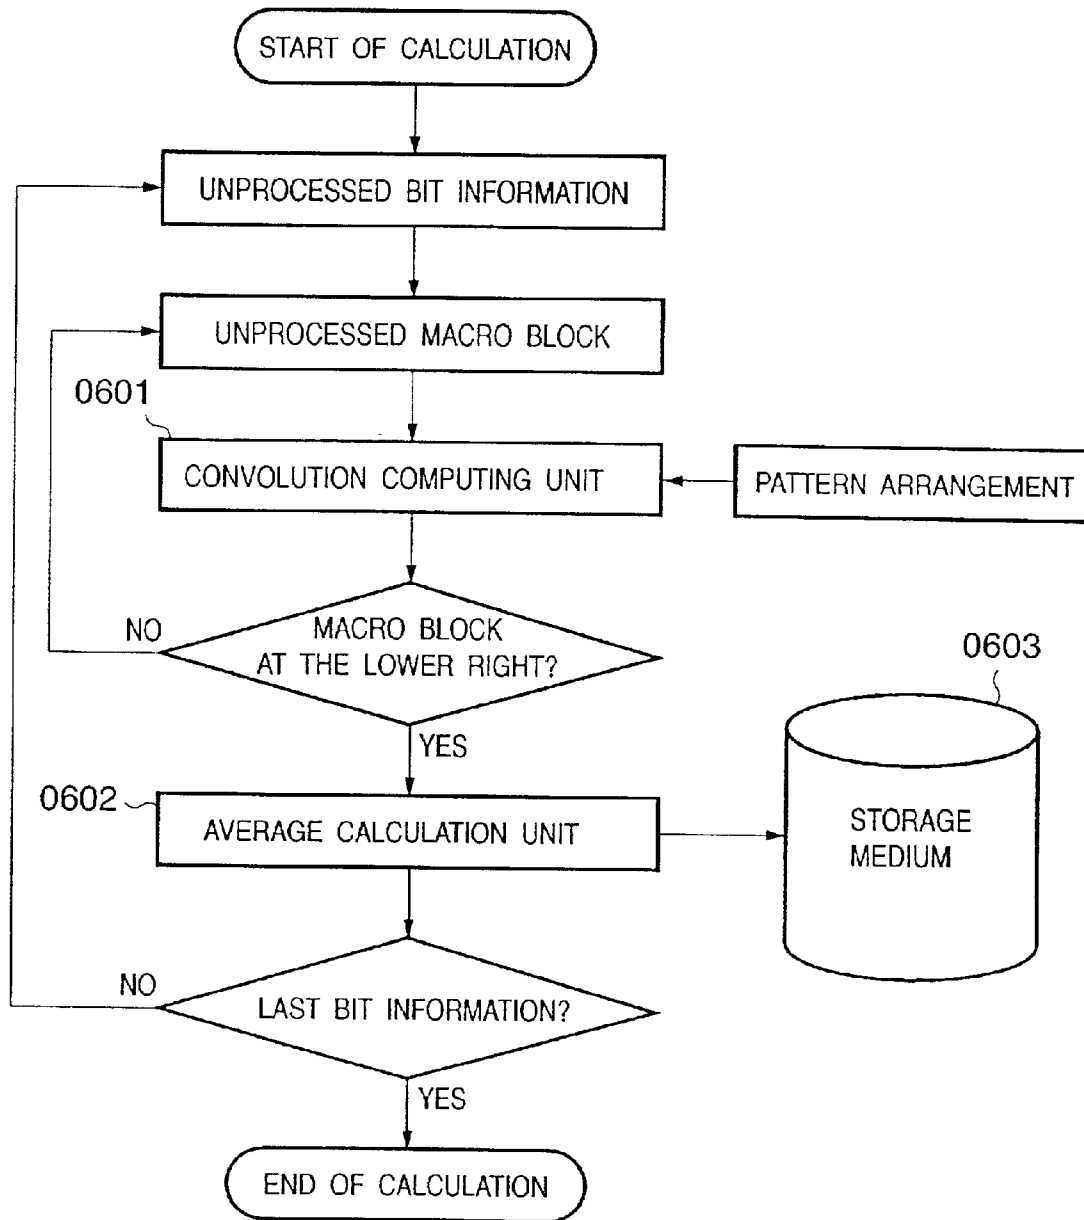 START OF CALCULATION
UNPROCESSED BIT INFORMATION
UNPROCESSED MACRO BLOCK
0601
CONVOLUTION COMPUTING UNIT
PATTERN ARRANGEMENT
NO
MACRO BLOCK
AT THE LOWER RIGHT?
0603
YES
0602
AVERAGE CALCULATION UNIT
STORAGE
MEDIUM
NO
LAST BIT INFORMATION?
YES
END OF CALCULATION